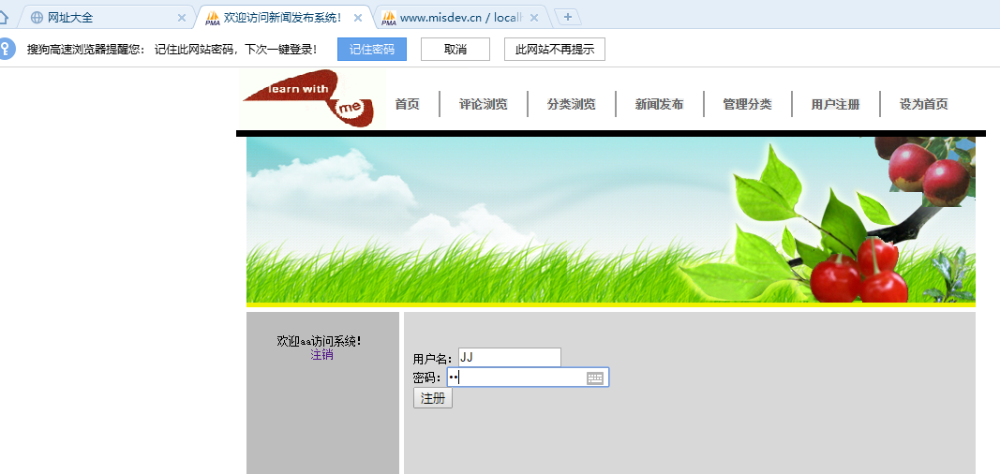 网址大全
欢迎访问新闻发布系统!
www.misdev.cn / local
搜狗高速浏览器提醒您: 记住此网站密码，下次一键登录!
记住密码
取消
此网站不再提示
learn with
me
首页
评论浏览
分类浏览
新闻发布
管理分类
用户注册
设为首页
欢迎aa访问系统!
注销
用户名: JJ
密码: ••
注册